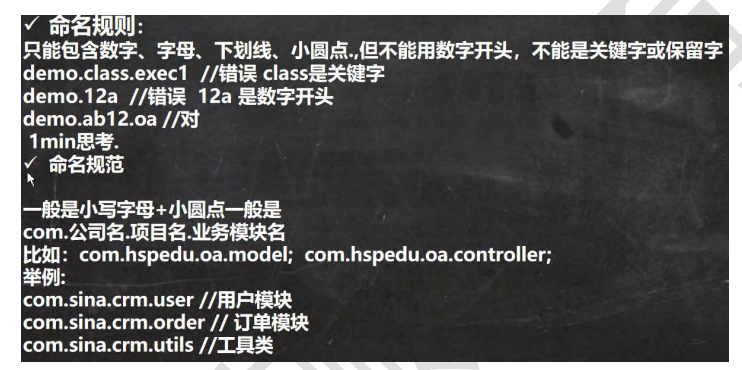 ✓ 命名规则：
只能包含数字、字母、下划线、小圆点.,但不能用数字开头，不能是关键字或保留字
demo.class.exec1 //错误 class是关键字
demo.12a //错误 12a 是数字开头
demo.ab12.oa //对
1min思考.
✓ 命名规范
一般是小写字母+小圆点一般是
com.公司名.项目名.业务模块名
比如：com.hspedu.oa.model; com.hspedu.oa.controller;
举例:
com.sina.crm.user //用户模块
com.sina.crm.order // 订单模块
com.sina.crm.utils //工具类